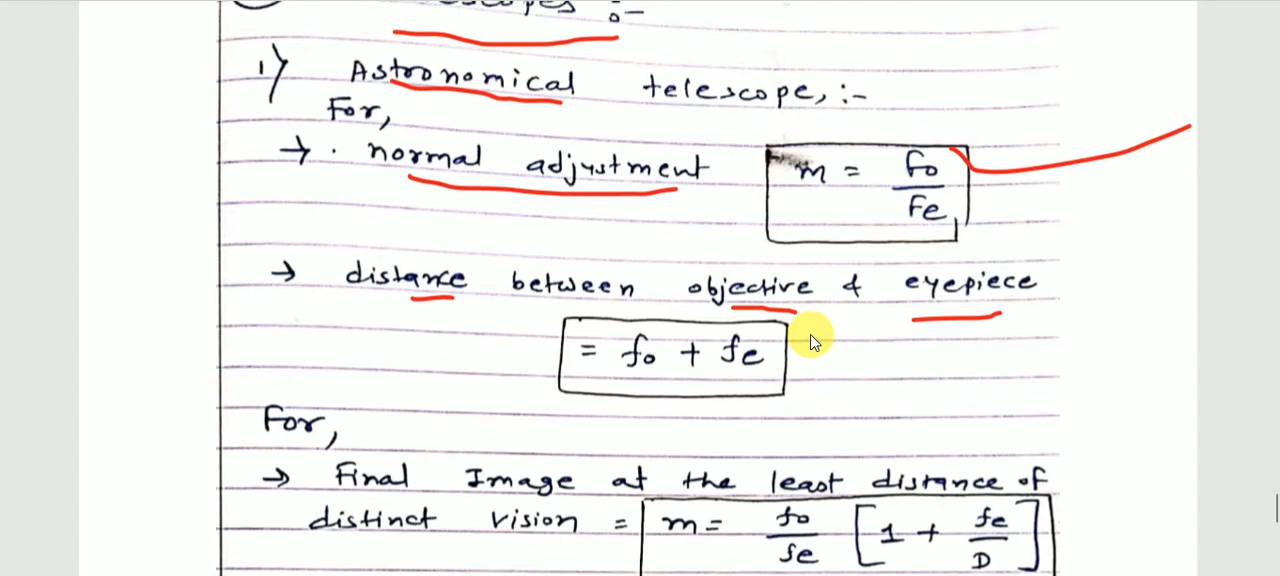 :-
1) Astronomical telescope, :-
For,
→ . normal adjustment m = fo/Fe
→ distance between objective & eyepiece
= fo + fe
For,
→ Final Image at the least distance of
distinct vision = m = fo/fe [1 + fe/D]